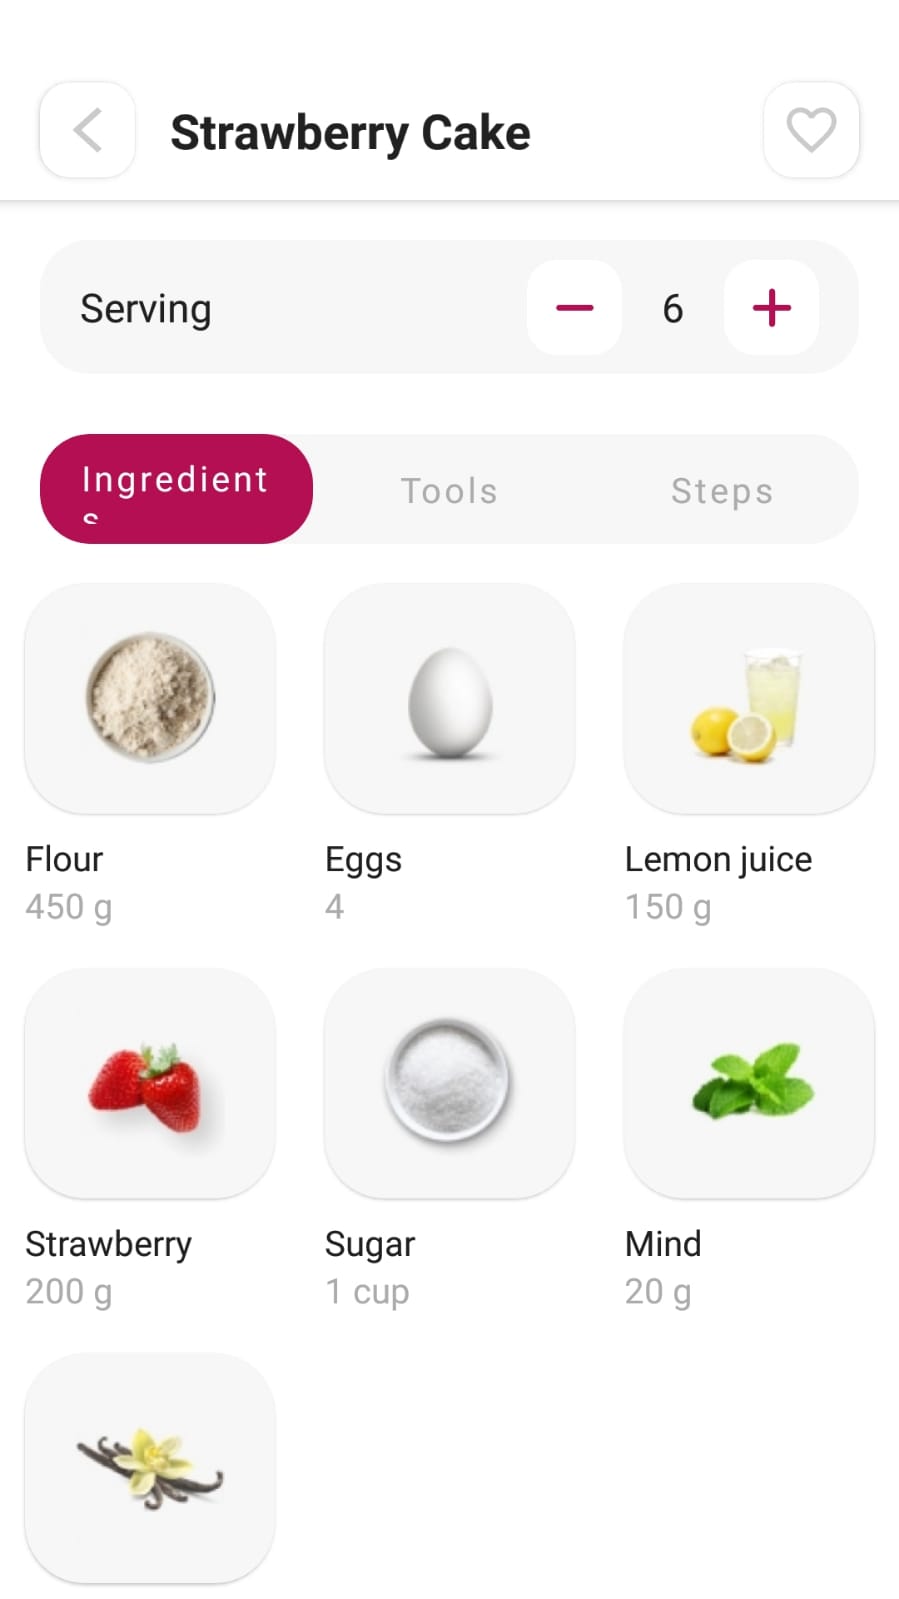 Strawberry Cake
Serving
6
Ingredient
s
Tools
Steps
Flour
Eggs
Lemon juice
450 g
4
150 g
Strawberry
Sugar
Mind
200 g
1 cup
20 g